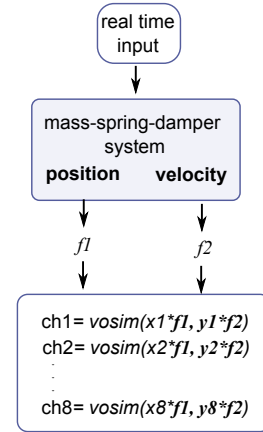 real time
input
mass-spring-damper
system
position velocity
f1 f2
ch1= vosim(x1*f1, y1*f2)
ch2= vosim(x2*f1, y2*f2)
.
.
.
ch8= vosim(x8*f1, y8*f2)